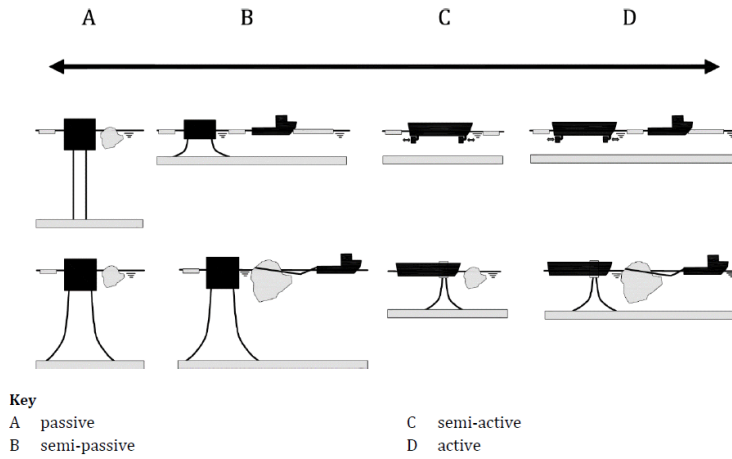 A B C D
Key
A passive C semi-active
B semi-passive D active